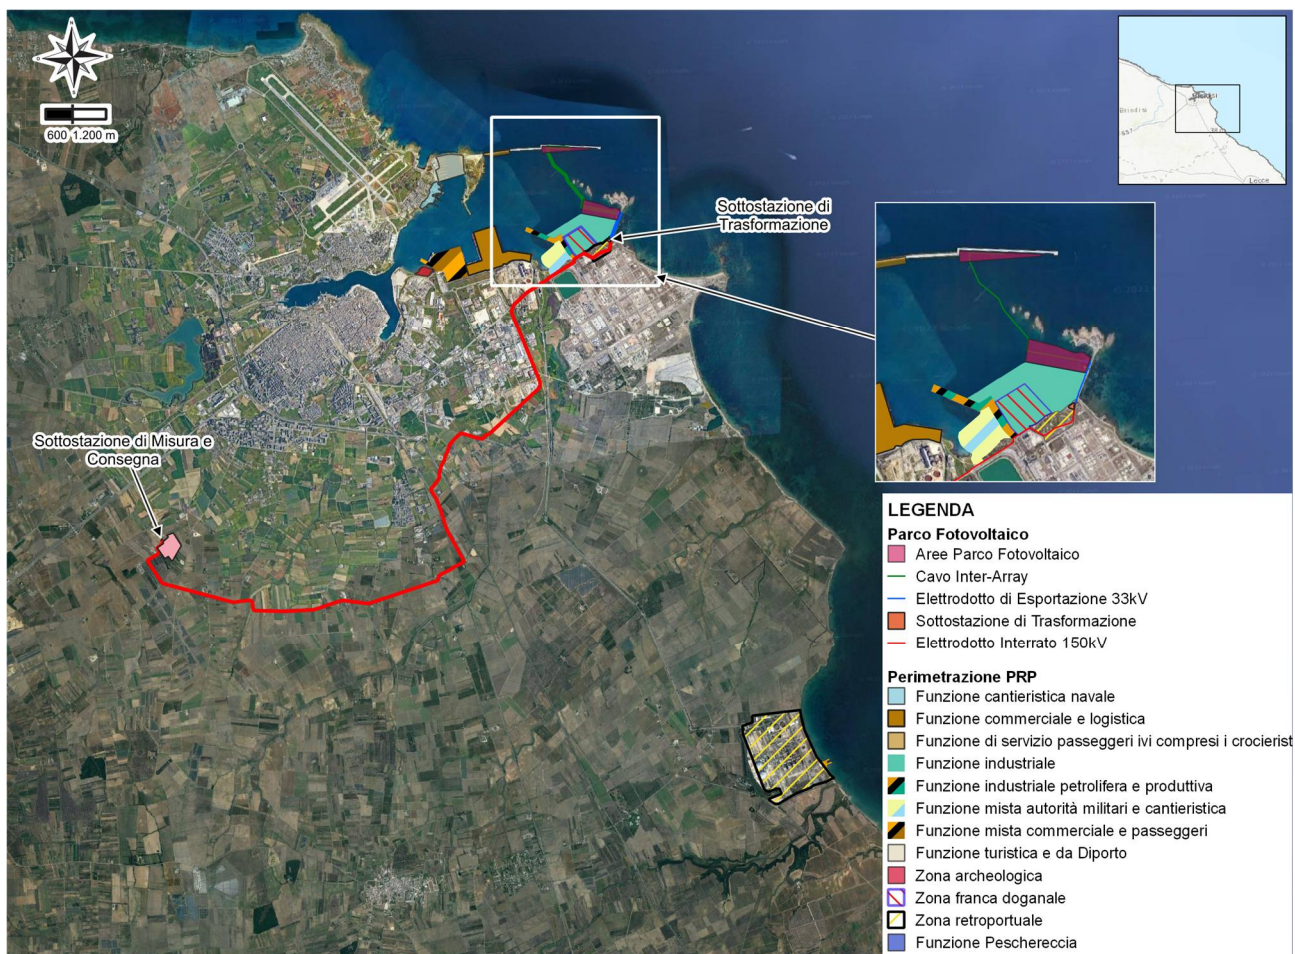 600 1.200 m
Sottostazione di
Trasformazione
Sottostazione di Misura e
Consegna
Brindisi
Lecce
LEGENDA
Parco Fotovoltaico
Aree Parco Fotovoltaico
Cavo Inter-Array
Elettrodotto di Esportazione 33kV
Sottostazione di Trasformazione
Elettrodotto Interrato 150kV
Perimetrazione PRP
Funzione cantieristica navale
Funzione commerciale e logistica
Funzione di servizio passeggeri ivi compresi i crocierist
Funzione industriale
Funzione industriale petrolifera e produttiva
Funzione mista autorità militari e cantieristica
Funzione mista commerciale e passeggeri
Funzione turistica e da Diporto
Zona archeologica
Zona franca doganale
Zona retroportuale
Funzione Peschereccia